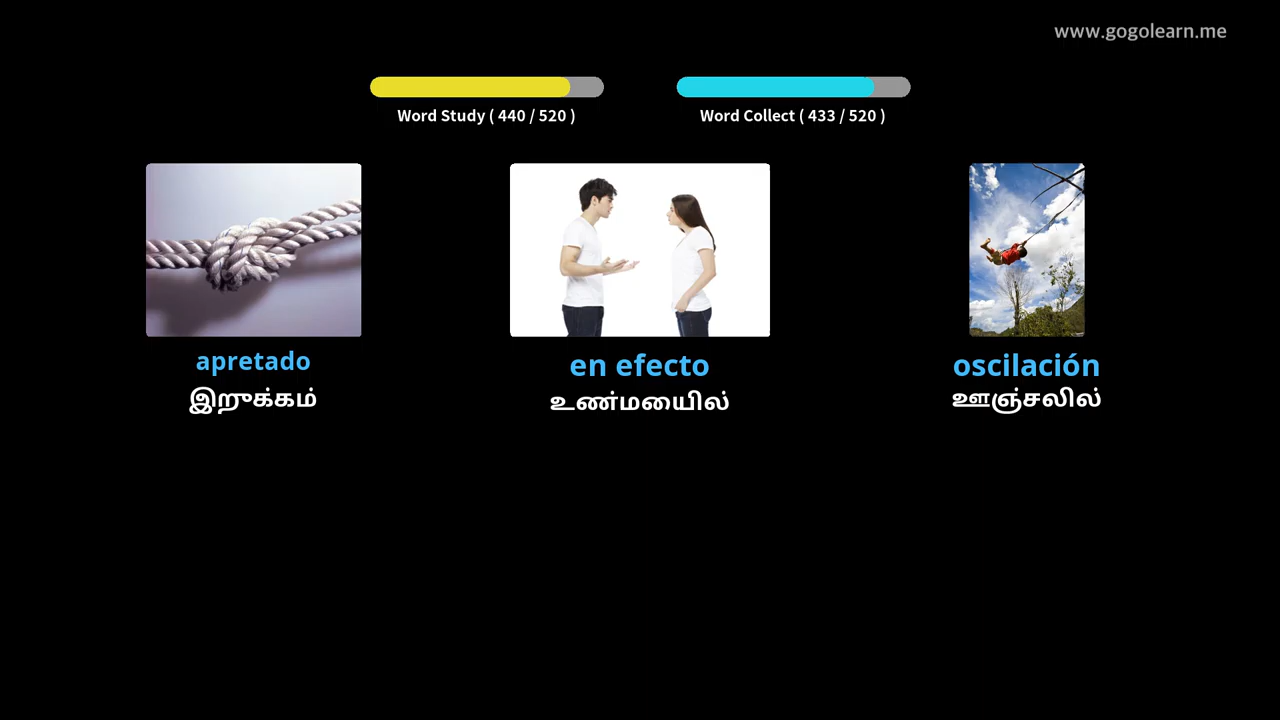 www.gogolearn.me
Word Study ( 440 / 520 )
Word Collect ( 433 / 520 )
apretado
இறுக்கம்
en efecto
உண்மையில்
oscilación
ஊஞ்சலில்